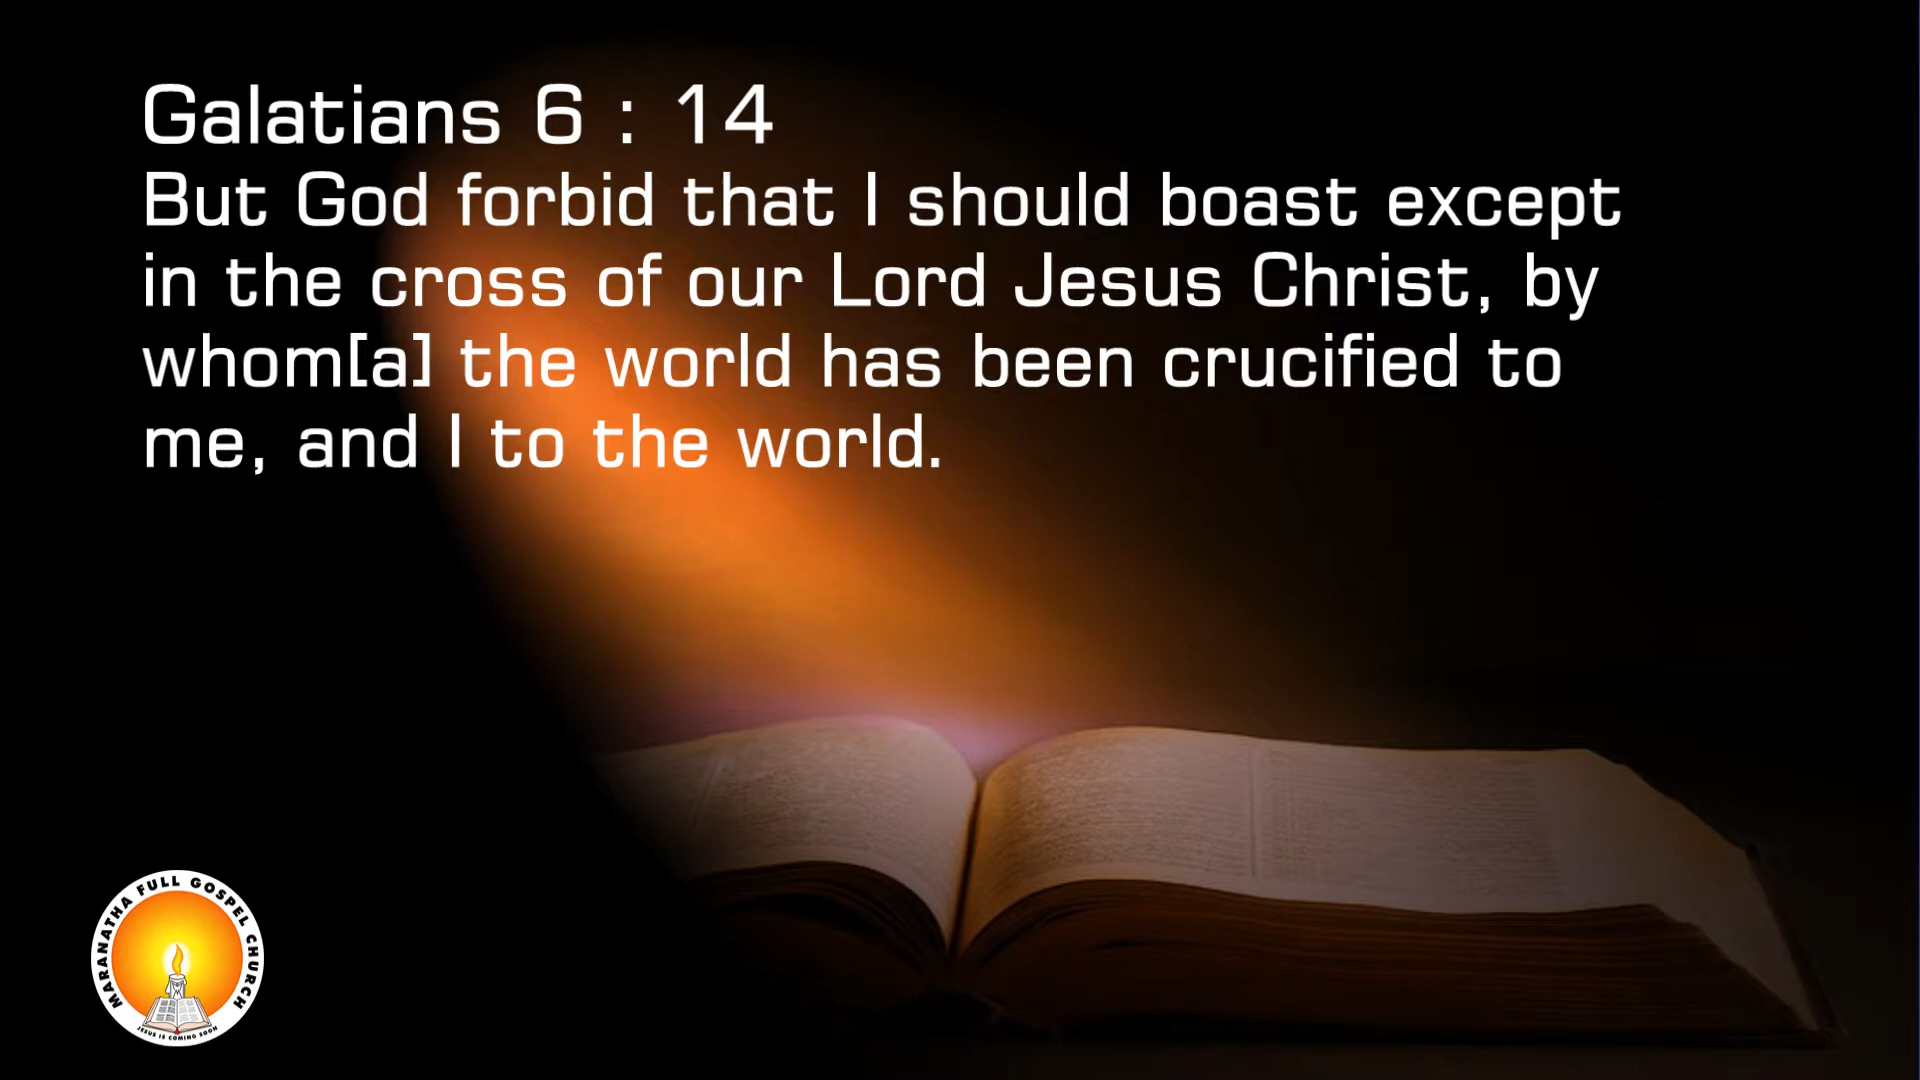 Galatians 6 : 14
But God forbid that I should boast except
in the cross of our Lord Jesus Christ, by
whom[a] the world has been crucified to
me, and I to the world.
MARANATHA FULL GOSPEL CHURCH
JESUS IS COMING SOON